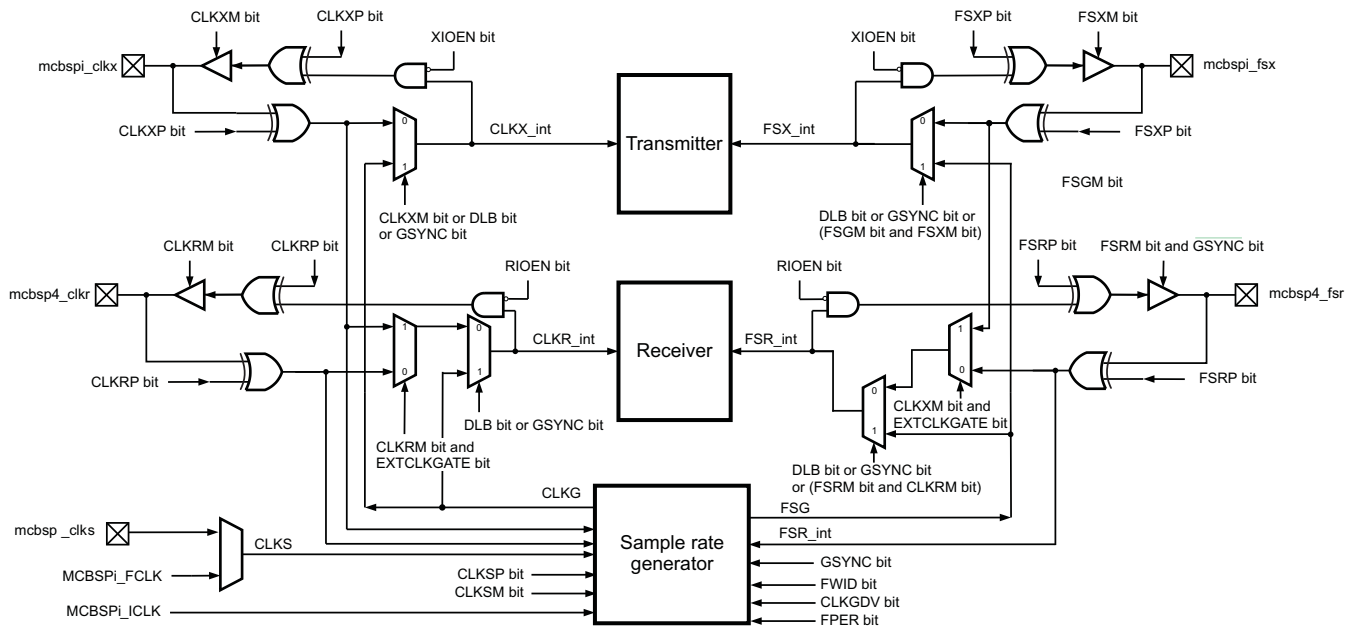 CLKXM bit
CLKXP bit
XIOEN bit
mcbspi_clkx
CLKXP bit
0
1
CLKX_int
Transmitter
CLKXM bit or DLB bit
or GSYNC bit
FSXP bit
FSXM bit
XIOEN bit
mcbspi_fsx
FSX_int
0
1
FSXP bit
FSGM bit
DLB bit or GSYNC bit or
(FSGM bit and FSXM bit)
CLKRM bit
CLKRP bit
RIOEN bit
mcbsp4_clkr
1
0
0
1
CLKR_int
Receiver
CLKRP bit
DLB bit or GSYNC bit
CLKRM bit and
EXTCLKGATE bit
FSRP bit
FSRM bit and GSYNC bit
RIOEN bit
mcbsp4_fsr
FSR_int
1
0
0
1
FSRP bit
CLKXM bit and
EXTCLKGATE bit
DLB bit or GSYNC bit
or (FSRM bit and CLKRM bit)
CLKG
FSG
mcbsp _clks
CLKS
MCBSPi_FCLK
Sample rate
generator
FSR_int
GSYNC bit
CLKSP bit
CLKSM bit
FWID bit
CLKGDV bit
MCBSPi_ICLK
FPER bit